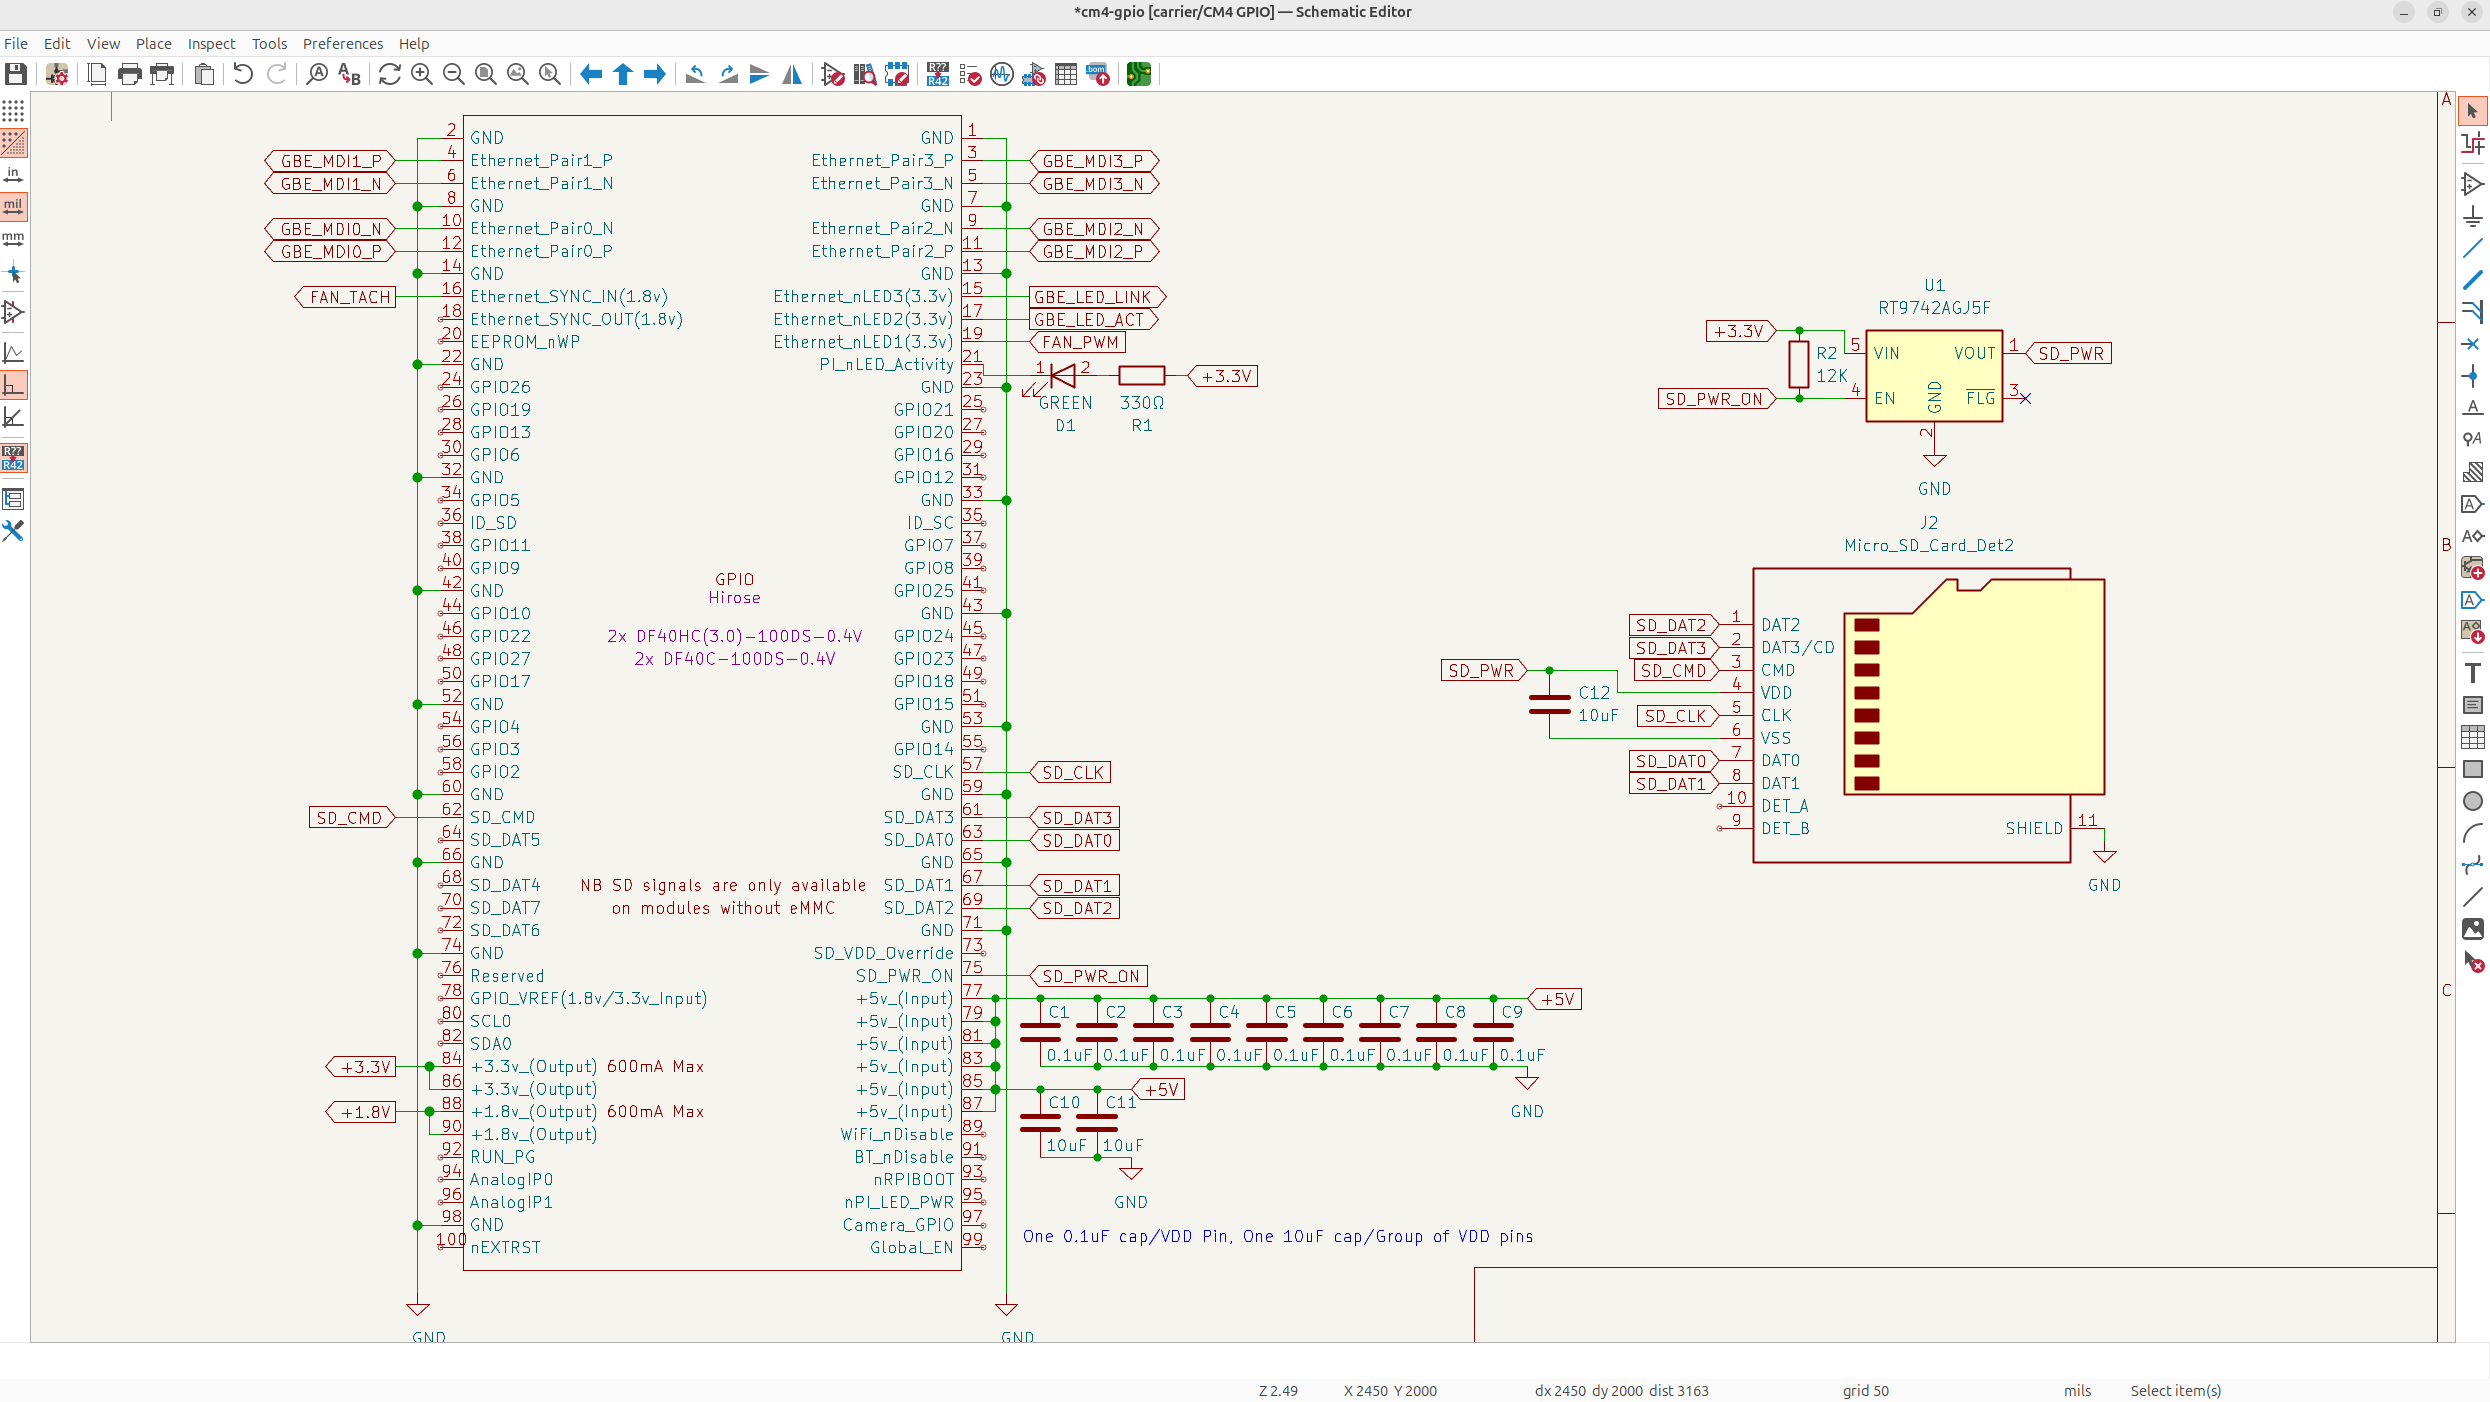 *cm4-gpio [carrier/CM4 GPIO] — Schematic Editor
File Edit View Place Inspect Tools Preferences Help
in
mil
mm
R??
R42
A
B
C
2 GND
4 Ethernet_Pair1_P
6 Ethernet_Pair1_N
8 GND
10 Ethernet_Pair0_N
12 Ethernet_Pair0_P
14 GND
16 Ethernet_SYNC_IN(1.8v)
18 Ethernet_SYNC_OUT(1.8v)
20 EEPROM_nWP
22 GND
24 GPIO26
26 GPIO19
28 GPIO13
30 GPIO6
32 GND
34 GPIO5
36 ID_SD
38 GPIO11
40 GPIO9
42 GND
44 GPIO10
46 GPIO22
48 GPIO27
50 GPIO17
52 GND
54 GPIO4
56 GPIO3
58 GPIO2
60 GND
62 SD_CMD
64 SD_DAT5
66 GND
68 SD_DAT4
70 SD_DAT7
72 SD_DAT6
74 GND
76 Reserved
78 GPIO_VREF(1.8v/3.3v_Input)
80 SCL0
82 SDA0
84 +3.3v_(Output) 600mA Max
86 +3.3v_(Output)
88 +1.8v_(Output) 600mA Max
90 +1.8v_(Output)
92 RUN_PG
94 AnalogIP0
96 AnalogIP1
98 GND
100 nEXTRST
GBE_MDI1_P
GBE_MDI1_N
GBE_MDI0_N
GBE_MDI0_P
FAN_TACH
SD_CMD
+3.3V
+1.8V
GND
GPIO
Hirose
2x DF40HC(3.0)-100DS-0.4V
2x DF40C-100DS-0.4V
NB SD signals are only available
on modules without eMMC
GND 1
Ethernet_Pair3_P 3
Ethernet_Pair3_N 5
GND 7
Ethernet_Pair2_N 9
Ethernet_Pair2_P 11
GND 13
Ethernet_nLED3(3.3v) 15
Ethernet_nLED2(3.3v) 17
Ethernet_nLED1(3.3v) 19
PI_nLED_Activity 21
GND 23
GPIO21 25
GPIO20 27
GPIO16 29
GPIO12 31
GND 33
ID_SC 35
GPIO7 37
GPIO8 39
GPIO25 41
GND 43
GPIO24 45
GPIO23 47
GPIO18 49
GPIO15 51
GND 53
GPIO14 55
SD_CLK 57
GND 59
SD_DAT3 61
SD_DAT0 63
GND 65
SD_DAT1 67
SD_DAT2 69
GND 71
SD_VDD_Override 73
SD_PWR_ON 75
+5v_(Input) 77
+5v_(Input) 79
+5v_(Input) 81
+5v_(Input) 83
+5v_(Input) 85
+5v_(Input) 87
WiFi_nDisable 89
BT_nDisable 91
nRPIBOOT 93
nPI_LED_PWR 95
Camera_GPIO 97
Global_EN 99
GBE_MDI3_P
GBE_MDI3_N
GBE_MDI2_N
GBE_MDI2_P
GBE_LED_LINK
GBE_LED_ACT
FAN_PWM
1 2 +3.3V
GREEN 330Ω
D1 R1
SD_CLK
SD_DAT3
SD_DAT0
SD_DAT1
SD_DAT2
SD_PWR_ON
+5V
C1 C2 C3 C4 C5 C6 C7 C8 C9
0.1uF 0.1uF 0.1uF 0.1uF 0.1uF 0.1uF 0.1uF 0.1uF 0.1uF
GND
+5V
C10 C11
10uF 10uF
GND
One 0.1uF cap/VDD Pin, One 10uF cap/Group of VDD pins
GND
U1
RT9742AGJ5F
+3.3V
R2
12K
SD_PWR_ON
5 VIN VOUT 1
SD_PWR
4 EN FLG 3
GND
2
GND
J2
Micro_SD_Card_Det2
SD_DAT2 1 DAT2
SD_DAT3 2 DAT3/CD
SD_CMD 3 CMD
SD_PWR 4 VDD
C12
10uF
SD_CLK 5 CLK
6 VSS
SD_DAT0 7 DAT0
SD_DAT1 8 DAT1
10 DET_A
9 DET_B
SHIELD 11
GND
Z 2.49 X 2450 Y 2000 dx 2450 dy 2000 dist 3163 grid 50 mils Select item(s)